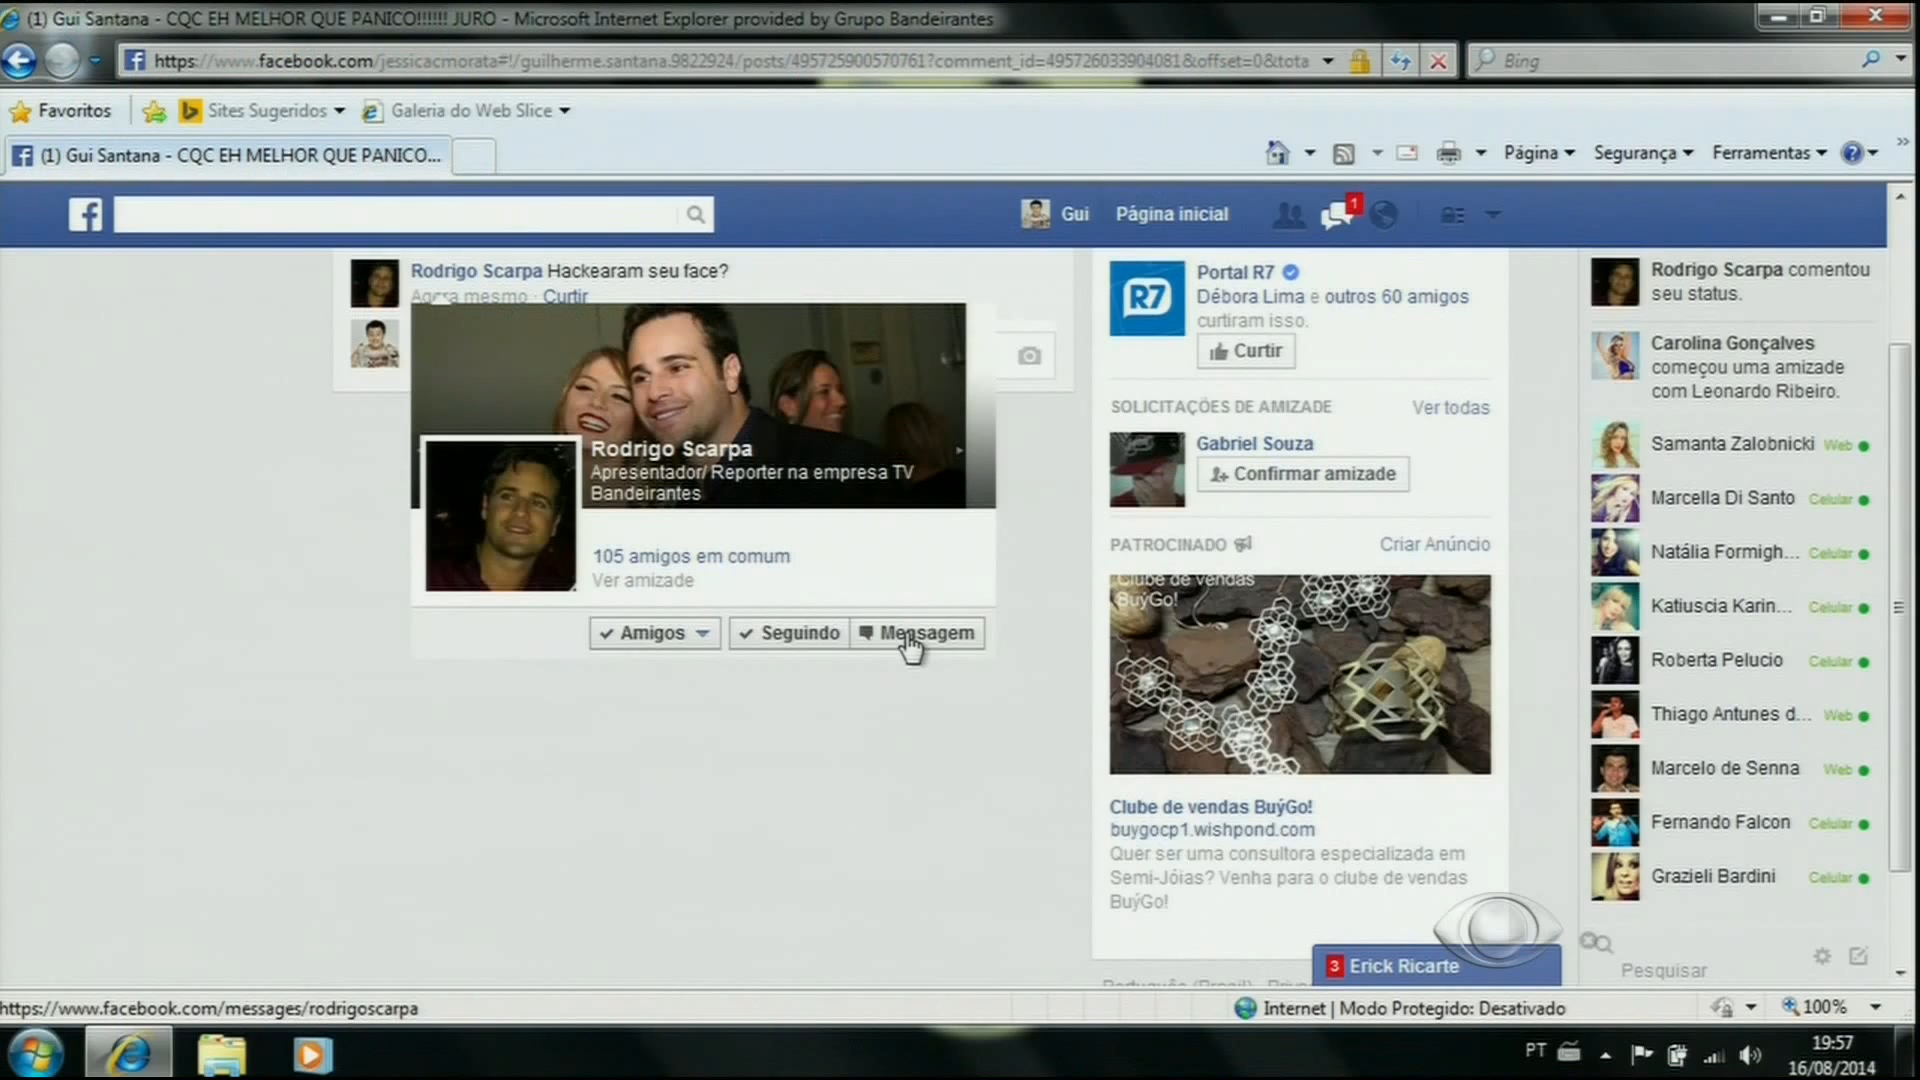 (1) Gui Santana - CQC EH MELHOR QUE PANICO!!!!!! JURO - Microsoft Internet Explorer provided by Grupo Bandeirantes
https://www.facebook.com/jessicacmorata#!/guilherme.santana.9822924/posts/495725900570761?comment_id=495726033904081&offset=0&tota
Bing
Favoritos
Sites Sugeridos
Galeria do Web Slice
(1) Gui Santana - CQC EH MELHOR QUE PANICO...
Página
Segurança
Ferramentas
Gui
Página inicial
1
Rodrigo Scarpa Hackearam seu face?
Agora mesmo · Curtir
Rodrigo Scarpa
Apresentador/ Reporter na empresa TV
Bandeirantes
105 amigos em comum
Ver amizade
Amigos
Seguindo
Mensagem
Portal R7
R7
Débora Lima e outros 60 amigos
curtiram isso.
Curtir
SOLICITAÇÕES DE AMIZADE
Ver todas
Gabriel Souza
Confirmar amizade
PATROCINADO
Criar Anúncio
Clube de vendas
BuýGo!
Clube de vendas BuýGo!
buygocp1.wishpond.com
Quer ser uma consultora especializada em
Semi-Jóias? Venha para o clube de vendas
BuýGo!
Rodrigo Scarpa comentou
seu status.
Carolina Gonçalves
começou uma amizade
com Leonardo Ribeiro.
Samanta Zalobnicki Web
Marcella Di Santo Celular
Natália Formigh... Celular
Katiuscia Karin... Celular
Roberta Pelucio Celular
Thiago Antunes d... Web
Marcelo de Senna Web
Fernando Falcon Celular
Grazieli Bardini Celular
3 Erick Ricarte
Pesquisar
https://www.facebook.com/messages/rodrigoscarpa
Internet | Modo Protegido: Desativado
100%
PT
19:57
16/08/2014